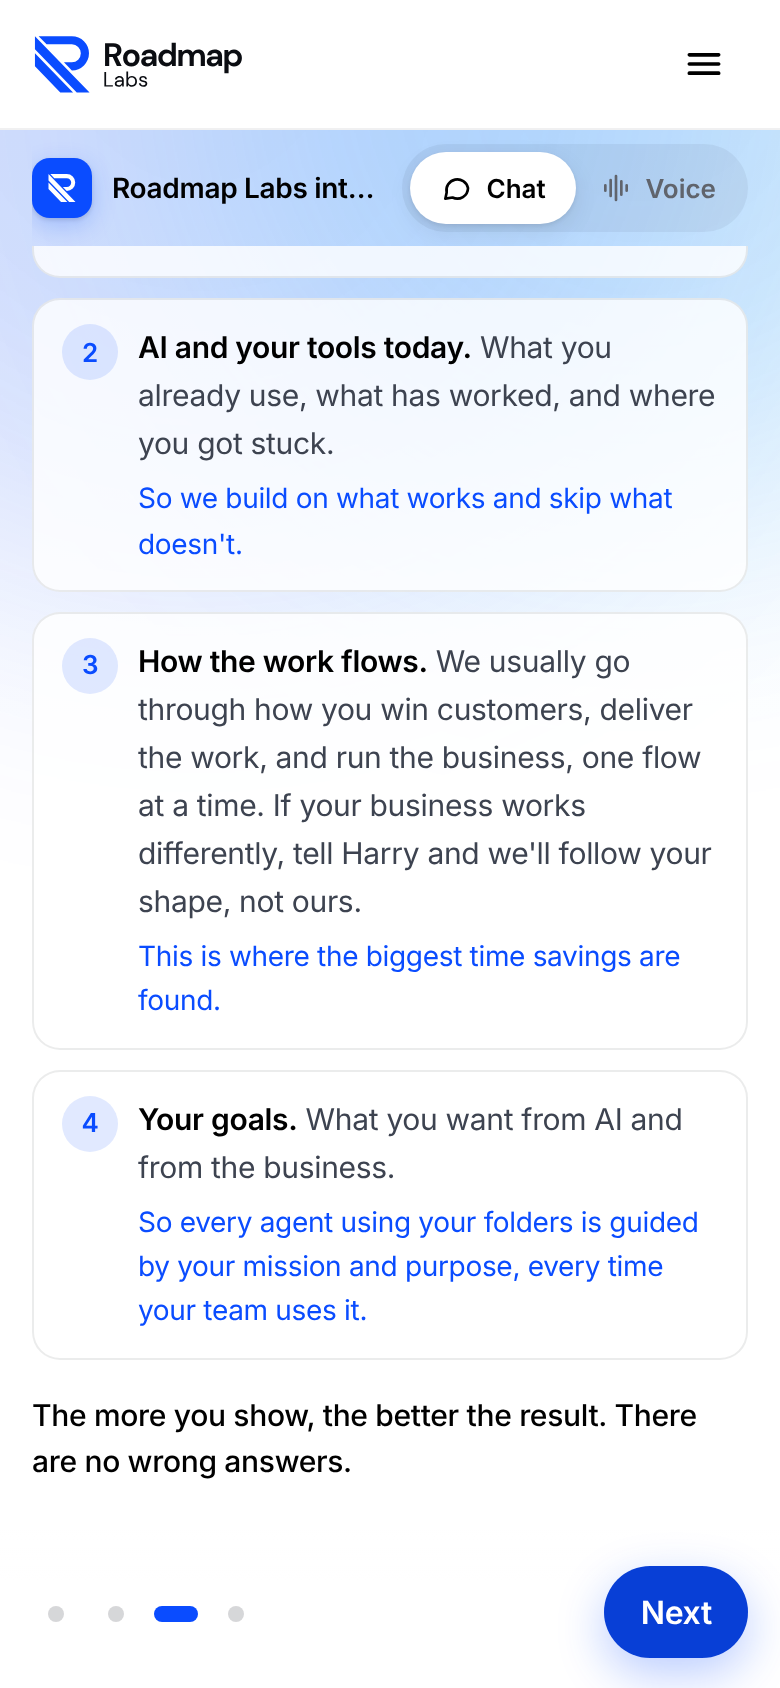 Roadmap
Labs
Roadmap Labs int...
Chat
Voice
2
AI and your tools today. What you
already use, what has worked, and where
you got stuck.
So we build on what works and skip what
doesn't.
3
How the work flows. We usually go
through how you win customers, deliver
the work, and run the business, one flow
at a time. If your business works
differently, tell Harry and we'll follow your
shape, not ours.
This is where the biggest time savings are
found.
4
Your goals. What you want from AI and
from the business.
So every agent using your folders is guided
by your mission and purpose, every time
your team uses it.
The more you show, the better the result. There
are no wrong answers.
Next